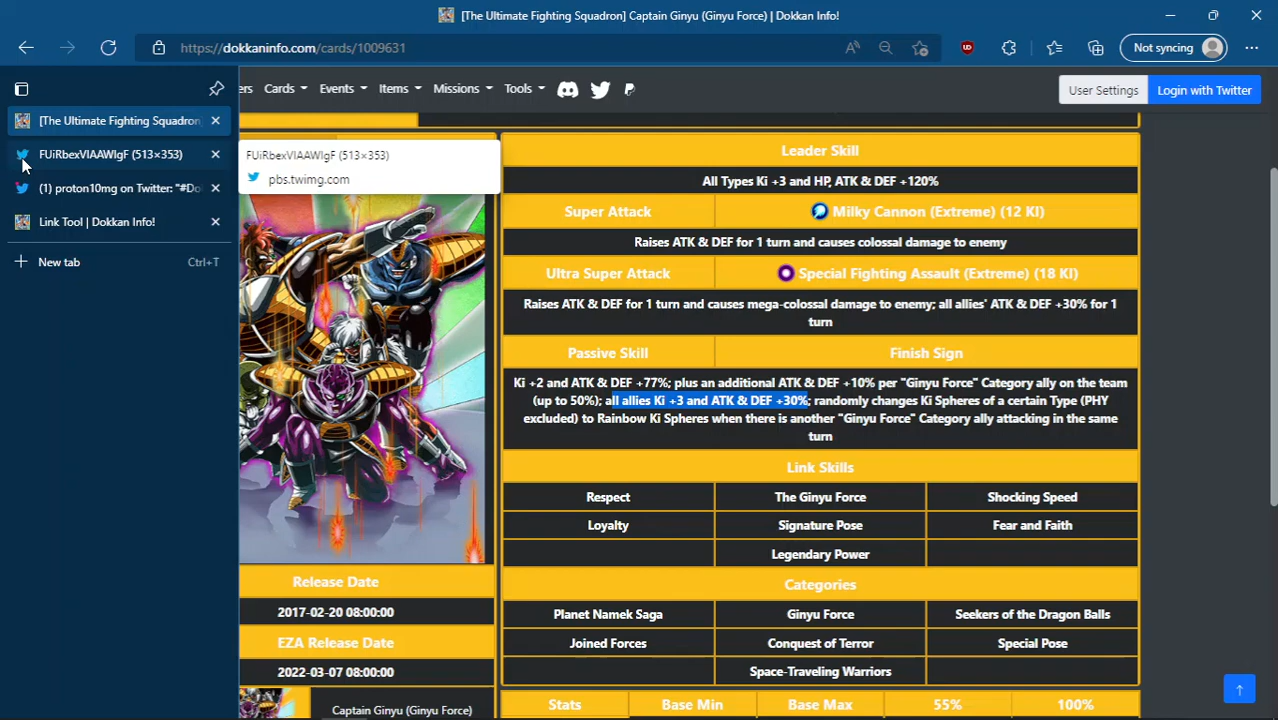 [The Ultimate Fighting Squadron] Captain Ginyu (Ginyu Force) | Dokkan Info!
https://dokkaninfo.com/cards/1009631
Not syncing
ers Cards Events Items Missions Tools
User Settings
Login with Twitter
[The Ultimate Fighting Squadron
FUiRbexVIAAWIgF (513×353)
(1) proton10mg on Twitter: "#Do
Link Tool | Dokkan Info!
New tab Ctrl+T
FUiRbexVIAAWIgF (513×353)
pbs.twimg.com
Leader Skill
All Types Ki +3 and HP, ATK & DEF +120%
Super Attack Milky Cannon (Extreme) (12 KI)
Raises ATK & DEF for 1 turn and causes colossal damage to enemy
Ultra Super Attack Special Fighting Assault (Extreme) (18 KI)
Raises ATK & DEF for 1 turn and causes mega-colossal damage to enemy; all allies' ATK & DEF +30% for 1
turn
Passive Skill Finish Sign
Ki +2 and ATK & DEF +77%; plus an additional ATK & DEF +10% per "Ginyu Force" Category ally on the team
(up to 50%); all allies Ki +3 and ATK & DEF +30%; randomly changes Ki Spheres of a certain Type (PHY
excluded) to Rainbow Ki Spheres when there is another "Ginyu Force" Category ally attacking in the same
turn
Link Skills
Respect The Ginyu Force Shocking Speed
Loyalty Signature Pose Fear and Faith
Legendary Power
Categories
Planet Namek Saga Ginyu Force Seekers of the Dragon Balls
Joined Forces Conquest of Terror Special Pose
Space-Traveling Warriors
Stats Base Min Base Max 55% 100%
Release Date
2017-02-20 08:00:00
EZA Release Date
2022-03-07 08:00:00
Captain Ginyu (Ginyu Force)